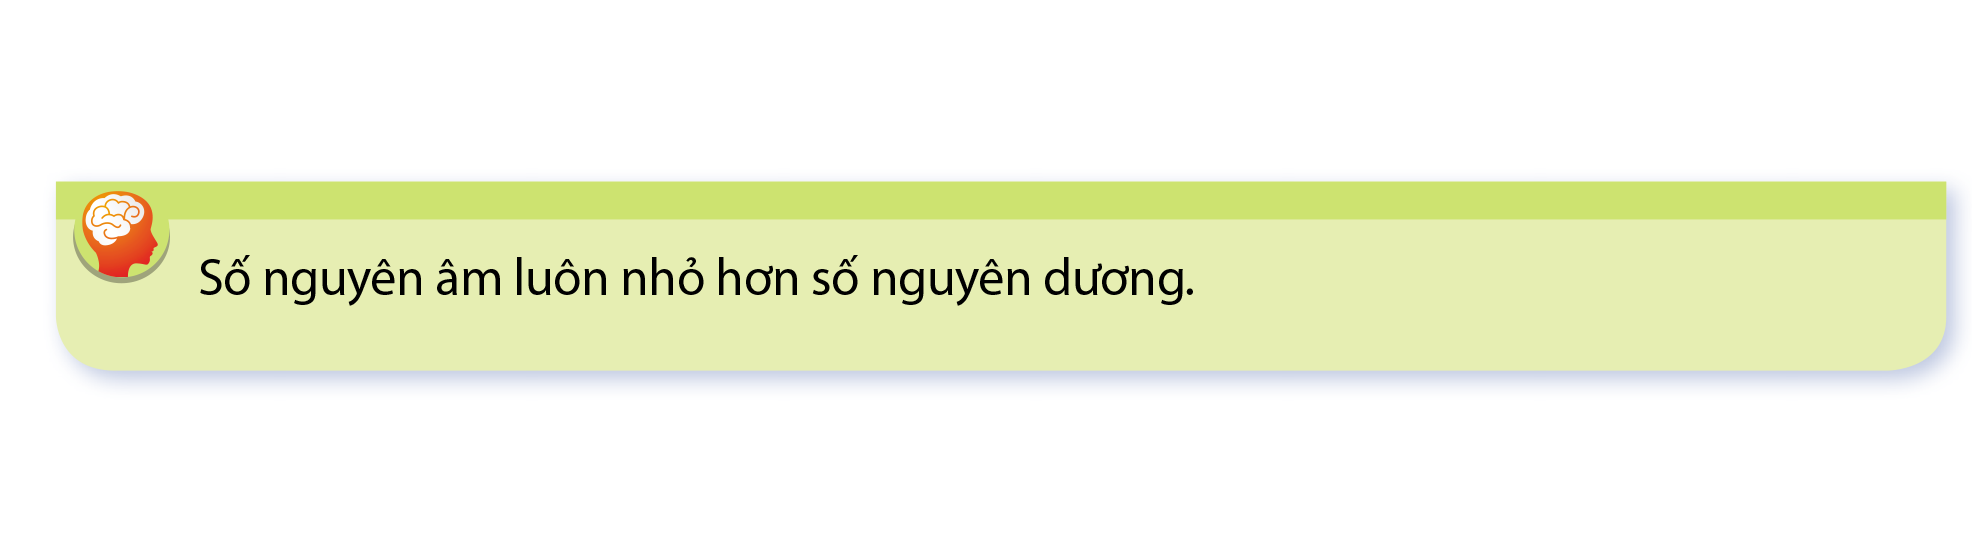 Số nguyên âm luôn nhỏ hơn số nguyên dương.